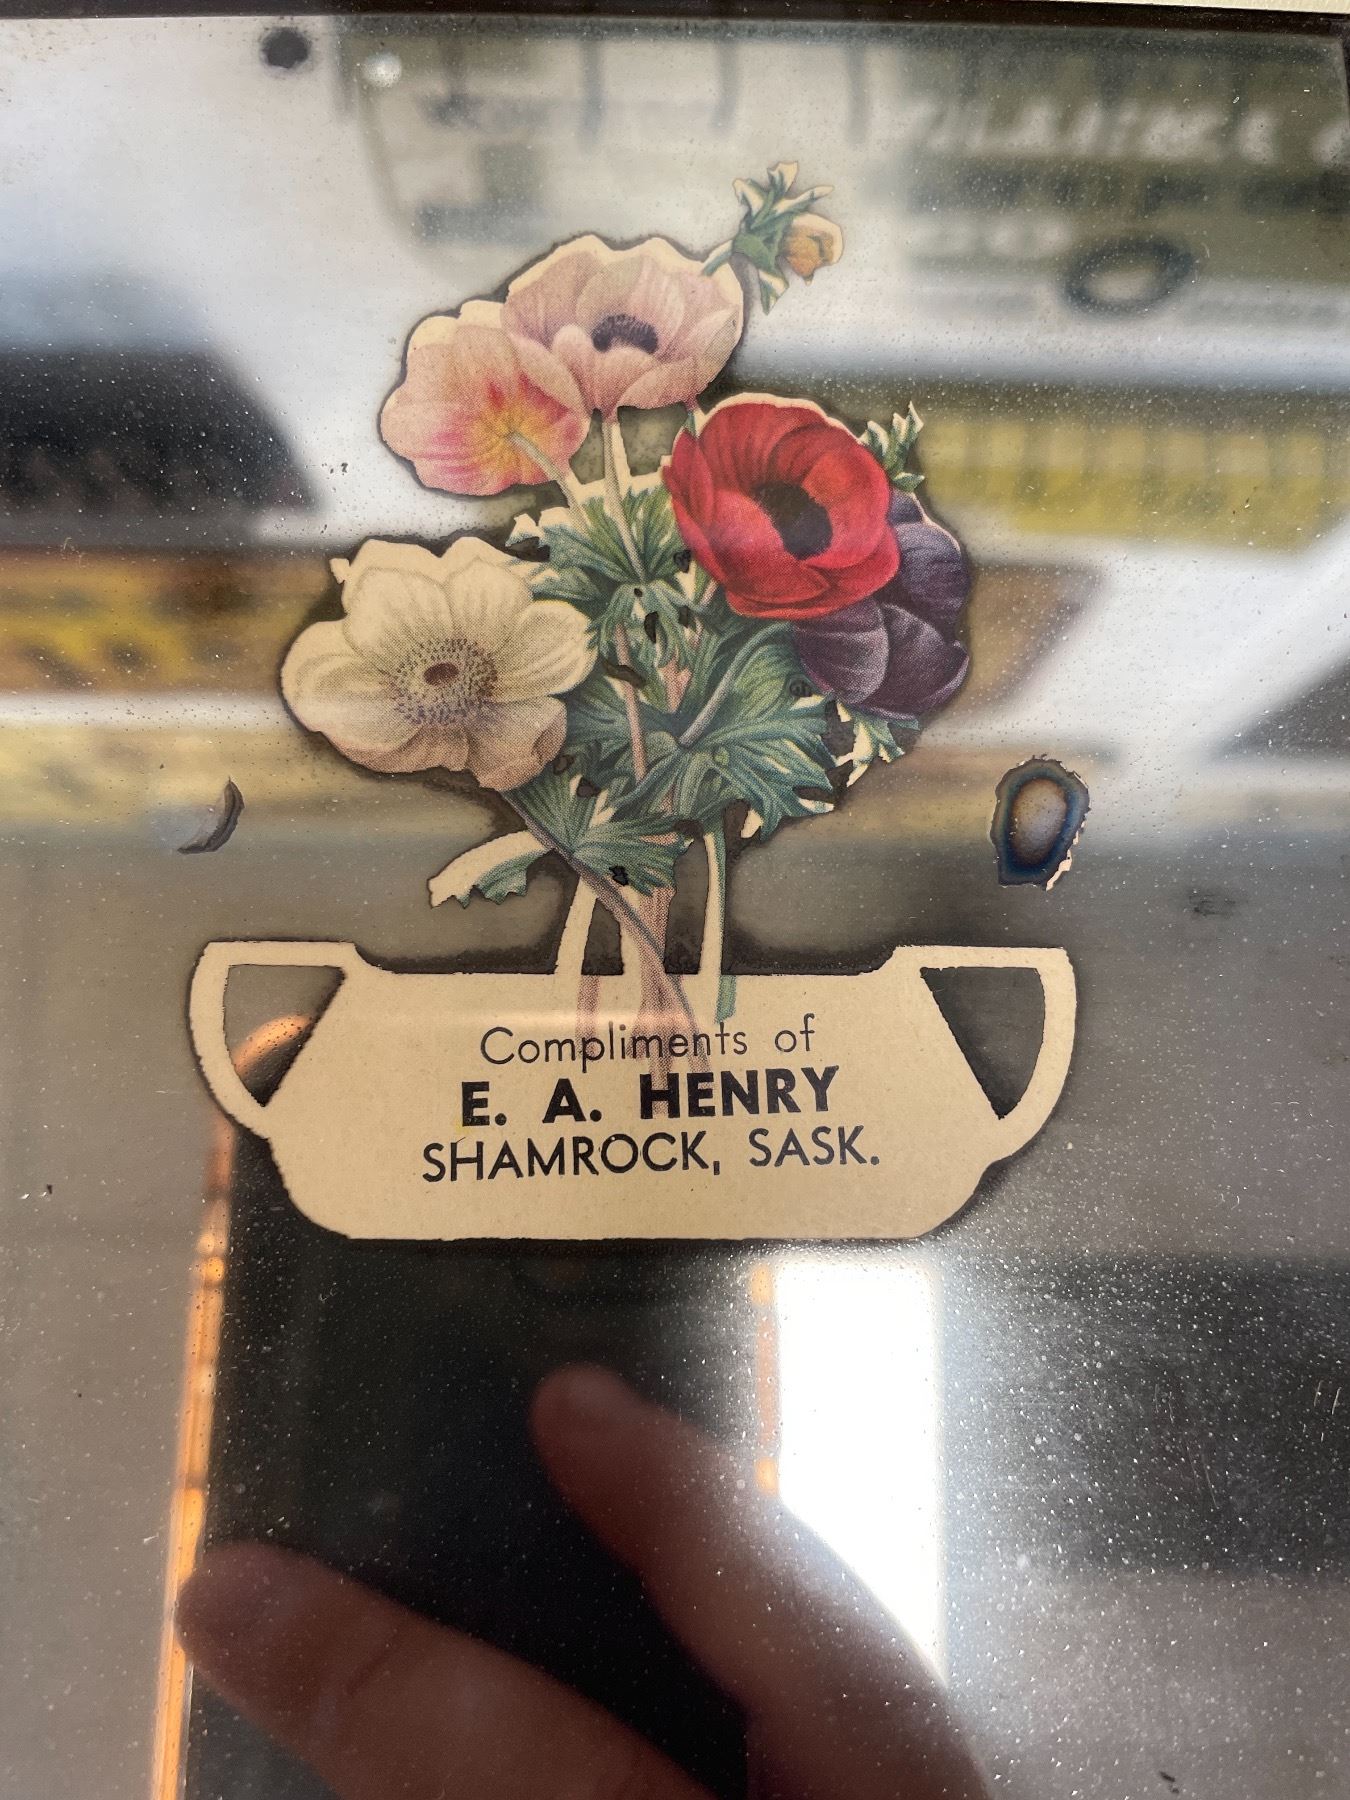 Compliments of
E. A. HENRY
SHAMROCK, SASK.